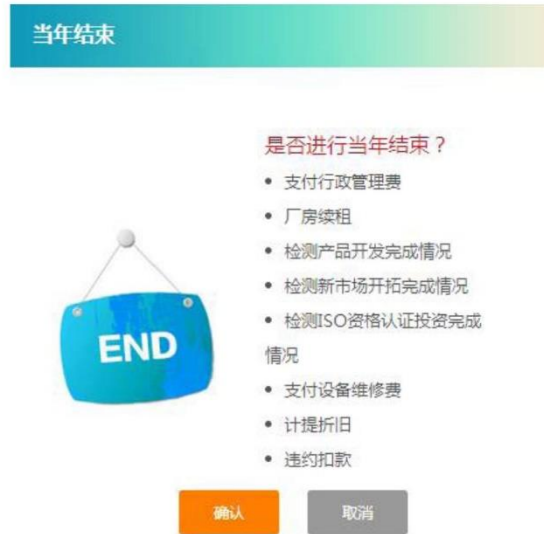 当年结束
是否进行当年结束？
• 支付行政管理费
• 厂房续租
• 检测产品开发完成情况
• 检测新市场开拓完成情况
• 检测ISO资格认证投资完成
情况
END
• 支付设备维修费
• 计提折旧
• 违约扣款
确认
取消